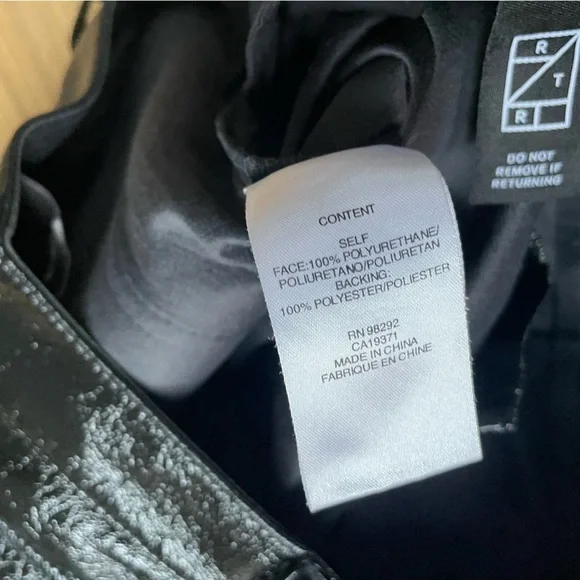 R
T
R
DO NOT
REMOVE IF
RETURNING
CONTENT
SELF
FACE:100% POLYURETHANE/
POLIURETANO/POLIURETAN
BACKING:
100% POLYESTER/POLIESTER
RN 98292
CA19371
MADE IN CHINA
FABRIQUE EN CHINE